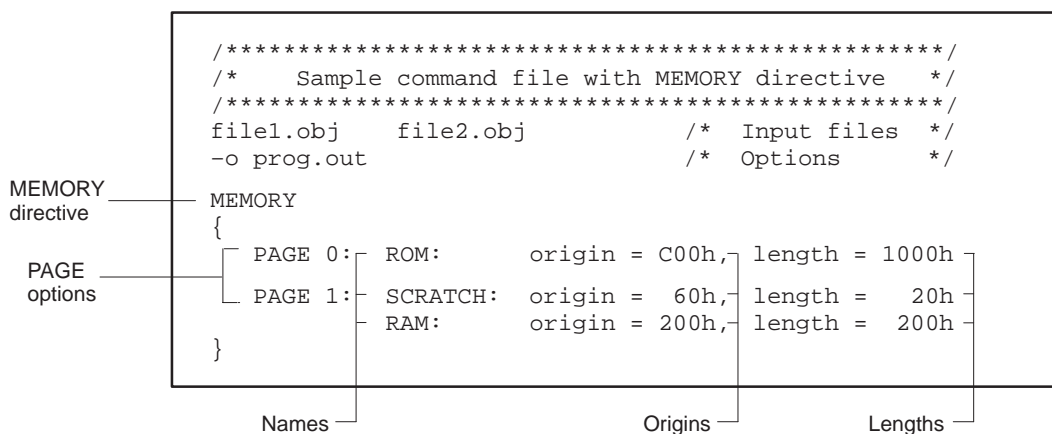 /**************************************************/
/*    Sample command file with MEMORY directive   */
/**************************************************/
file1.obj    file2.obj           /*  Input files  */
–o prog.out                      /*  Options      */
MEMORY
directive
MEMORY
{
PAGE
options
PAGE 0:  ROM:      origin = C00h,  length = 1000h
PAGE 1:  SCRATCH:  origin =  60h,  length =   20h
RAM:      origin = 200h,  length =  200h
}
Names    Origins    Lengths